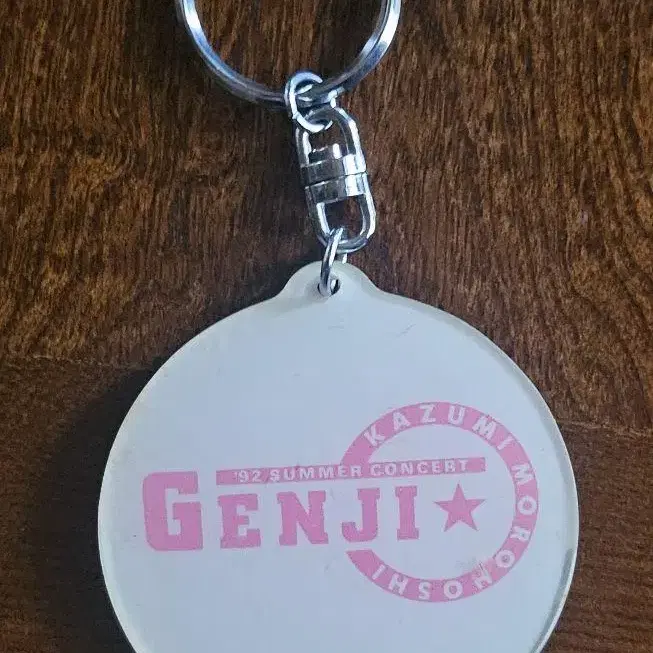 KAZUMI MOROHOSHI
'92 SUMMER CONCERT
GENJI★